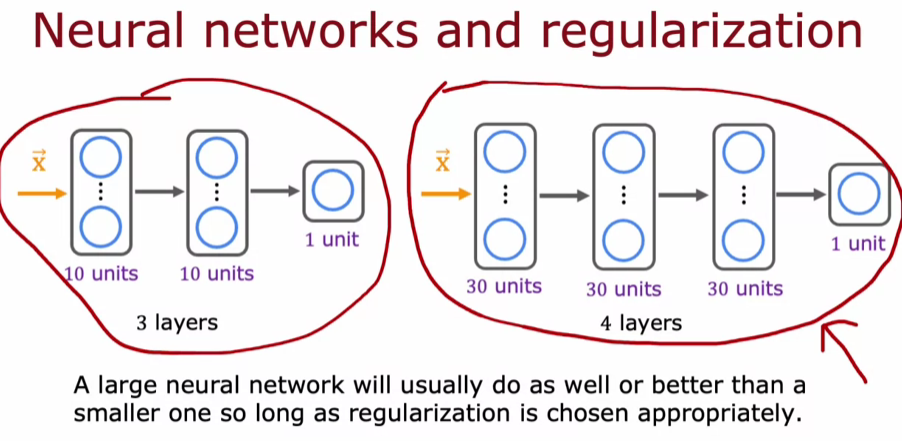 Neural networks and regularization
x⃗
10 units
10 units
1 unit
3 layers
x⃗
30 units
30 units
30 units
1 unit
4 layers
A large neural network will usually do as well or better than a
smaller one so long as regularization is chosen appropriately.